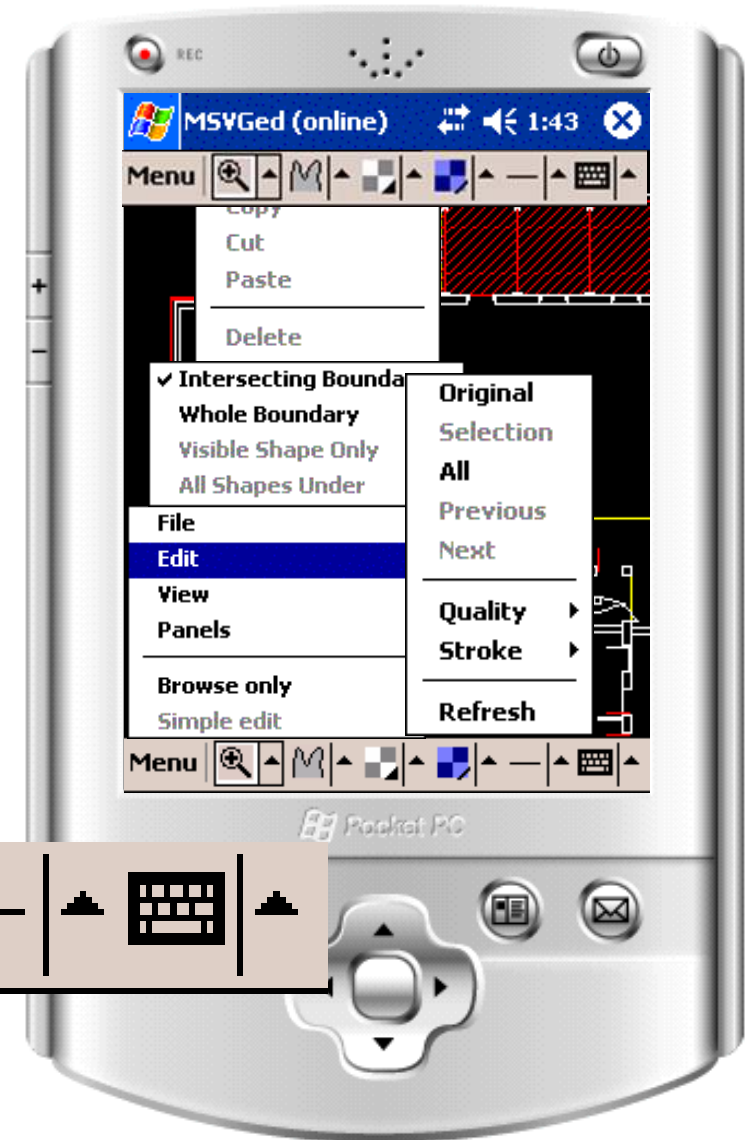 REC
MSVGed (online) 1:43
Menu
Copy
Cut
Paste
Delete
Intersecting Bounda
Whole Boundary
Visible Shape Only
All Shapes Under
File
Edit
View
Panels
Browse only
Simple edit
Original
Selection
All
Previous
Next
Quality
Stroke
Refresh
Menu
Pocket PC